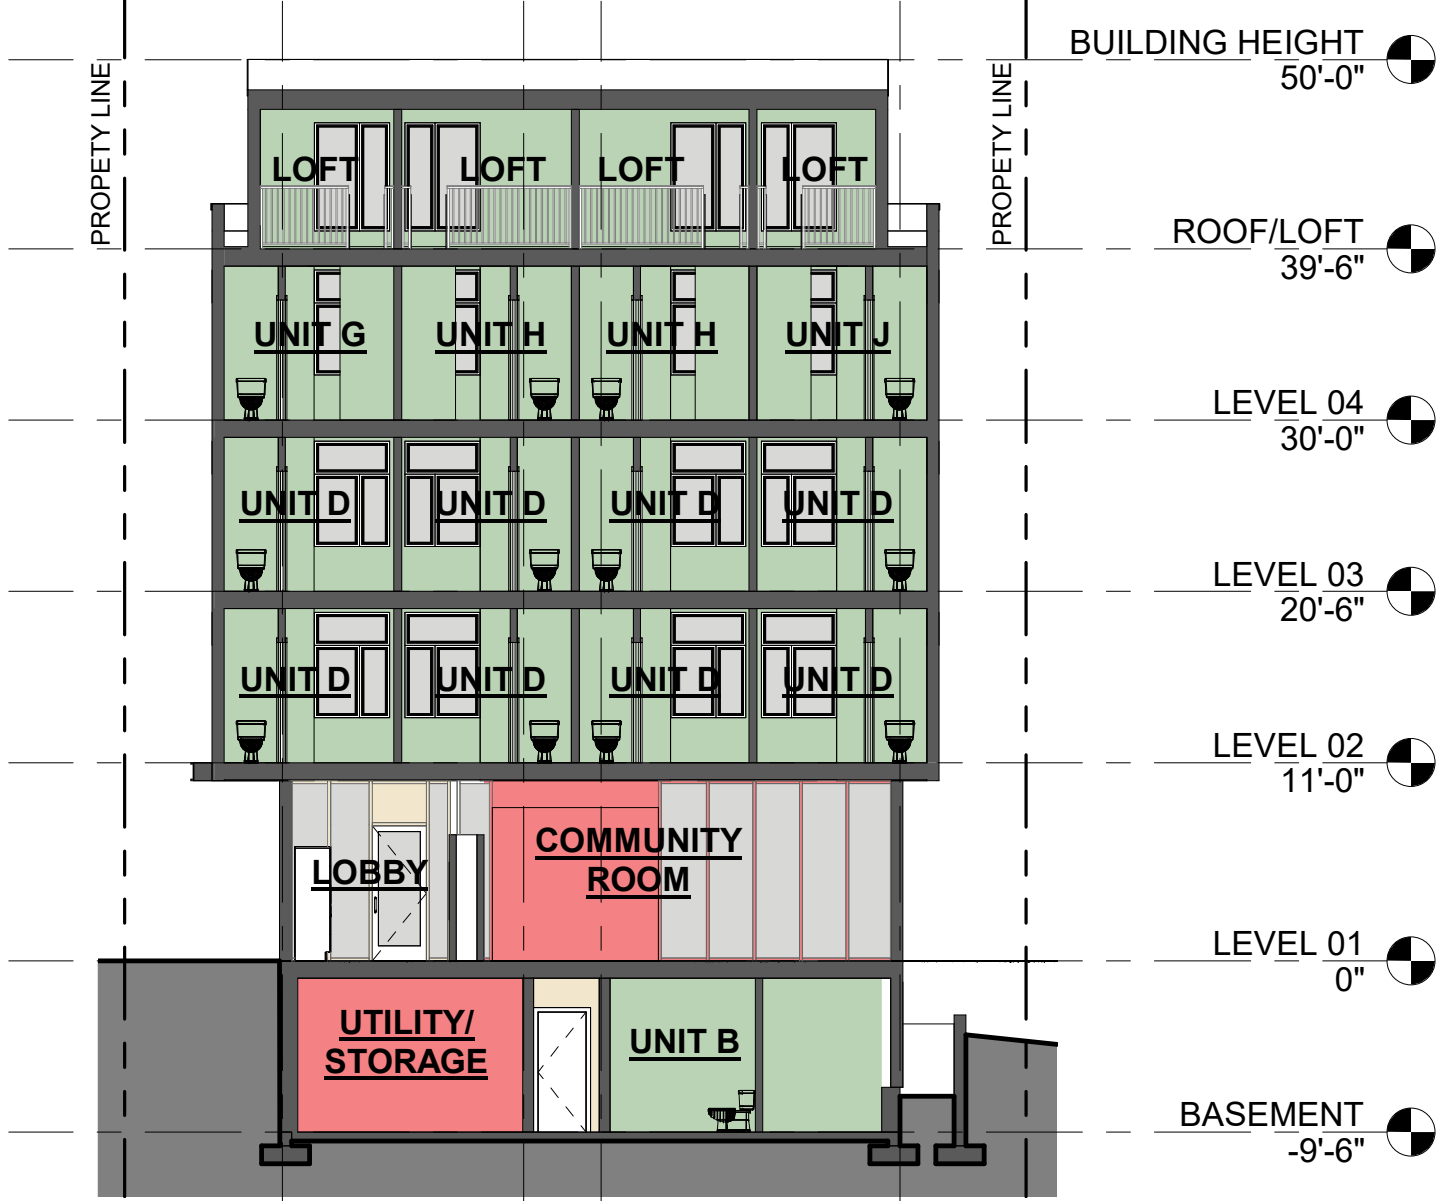 BUILDING HEIGHT
50'-0"
PROPETY LINE
PROPETY LINE
LOFT
LOFT
LOFT
LOFT
ROOF/LOFT
39'-6"
UNIT G
UNIT H
UNIT H
UNIT J
LEVEL 04
30'-0"
UNIT D
UNIT D
UNIT D
UNIT D
LEVEL 03
20'-6"
UNIT D
UNIT D
UNIT D
UNIT D
LEVEL 02
11'-0"
COMMUNITY
ROOM
LOBBY
LEVEL 01
0"
UTILITY/
STORAGE
UNIT B
BASEMENT
-9'-6"